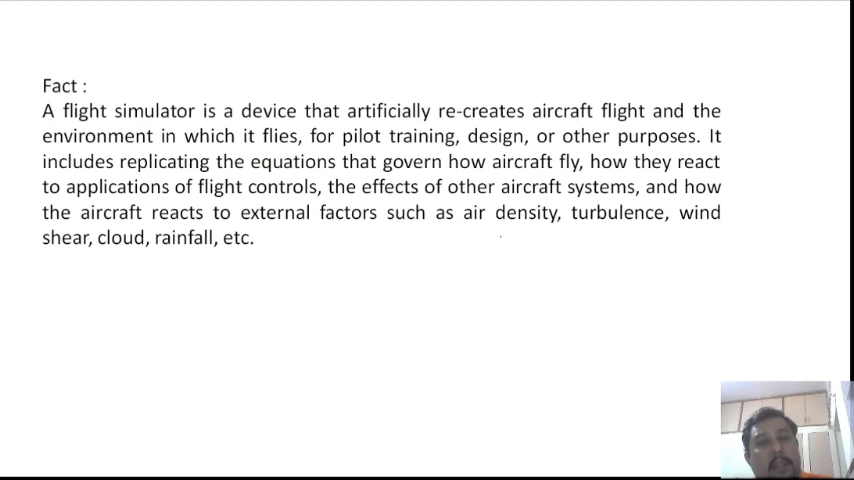 Fact :
A flight simulator is a device that artificially re-creates aircraft flight and the
environment in which it flies, for pilot training, design, or other purposes. It
includes replicating the equations that govern how aircraft fly, how they react
to applications of flight controls, the effects of other aircraft systems, and how
the aircraft reacts to external factors such as air density, turbulence, wind
shear, cloud, rainfall, etc.